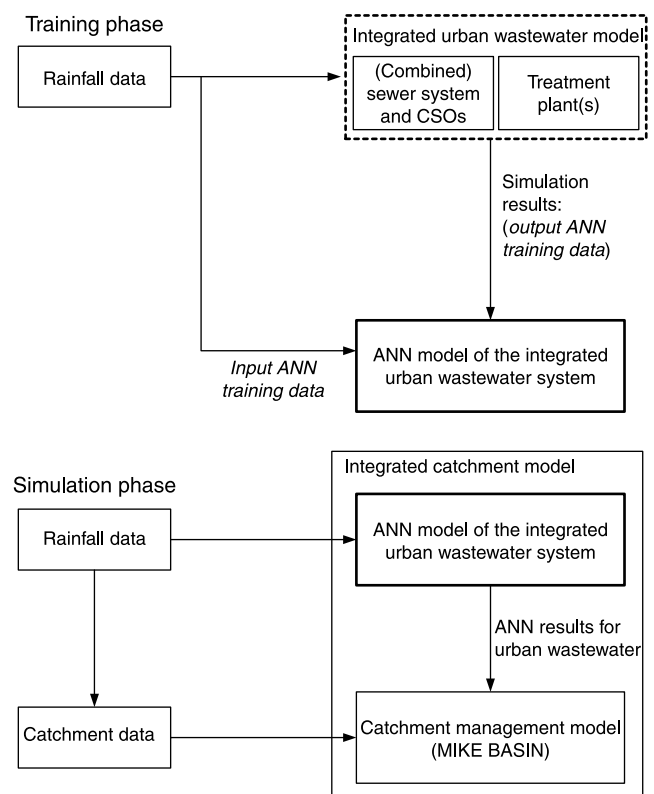 Training phase
Integrated urban wastewater model
Rainfall data
(Combined)
sewer system
and CSOs
Treatment
plant(s)
Simulation
results:
(output ANN
training data)
Input ANN
training data
ANN model of the integrated
urban wastewater system
Integrated catchment model
Simulation phase
Rainfall data
ANN model of the integrated
urban wastewater system
ANN results for
urban wastewater
Catchment data
Catchment management model
(MIKE BASIN)